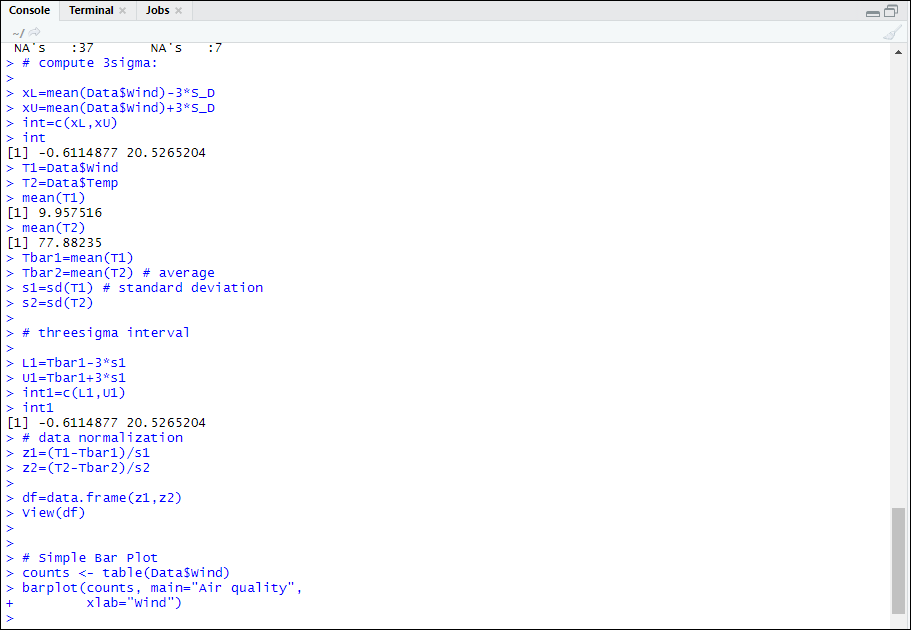 Console Terminal × Jobs ×
~/
NA's :37 NA's :7
> # compute 3sigma:
>
> xL=mean(Data$Wind)-3*S_D
> xU=mean(Data$Wind)+3*S_D
> int=c(xL,xU)
> int
[1] -0.6114877 20.5265204
> T1=Data$Wind
> T2=Data$Temp
> mean(T1)
[1] 9.957516
> mean(T2)
[1] 77.88235
> Tbar1=mean(T1)
> Tbar2=mean(T2) # average
> s1=sd(T1) # standard deviation
> s2=sd(T2)
>
> # threesigma interval
>
> L1=Tbar1-3*s1
> U1=Tbar1+3*s1
> int1=c(L1,U1)
> int1
[1] -0.6114877 20.5265204
> # data normalization
> z1=(T1-Tbar1)/s1
> z2=(T2-Tbar2)/s2
>
> df=data.frame(z1,z2)
> View(df)
>
>
> # Simple Bar Plot
> counts <- table(Data$Wind)
> barplot(counts, main="Air quality",
+         xlab="Wind")
>